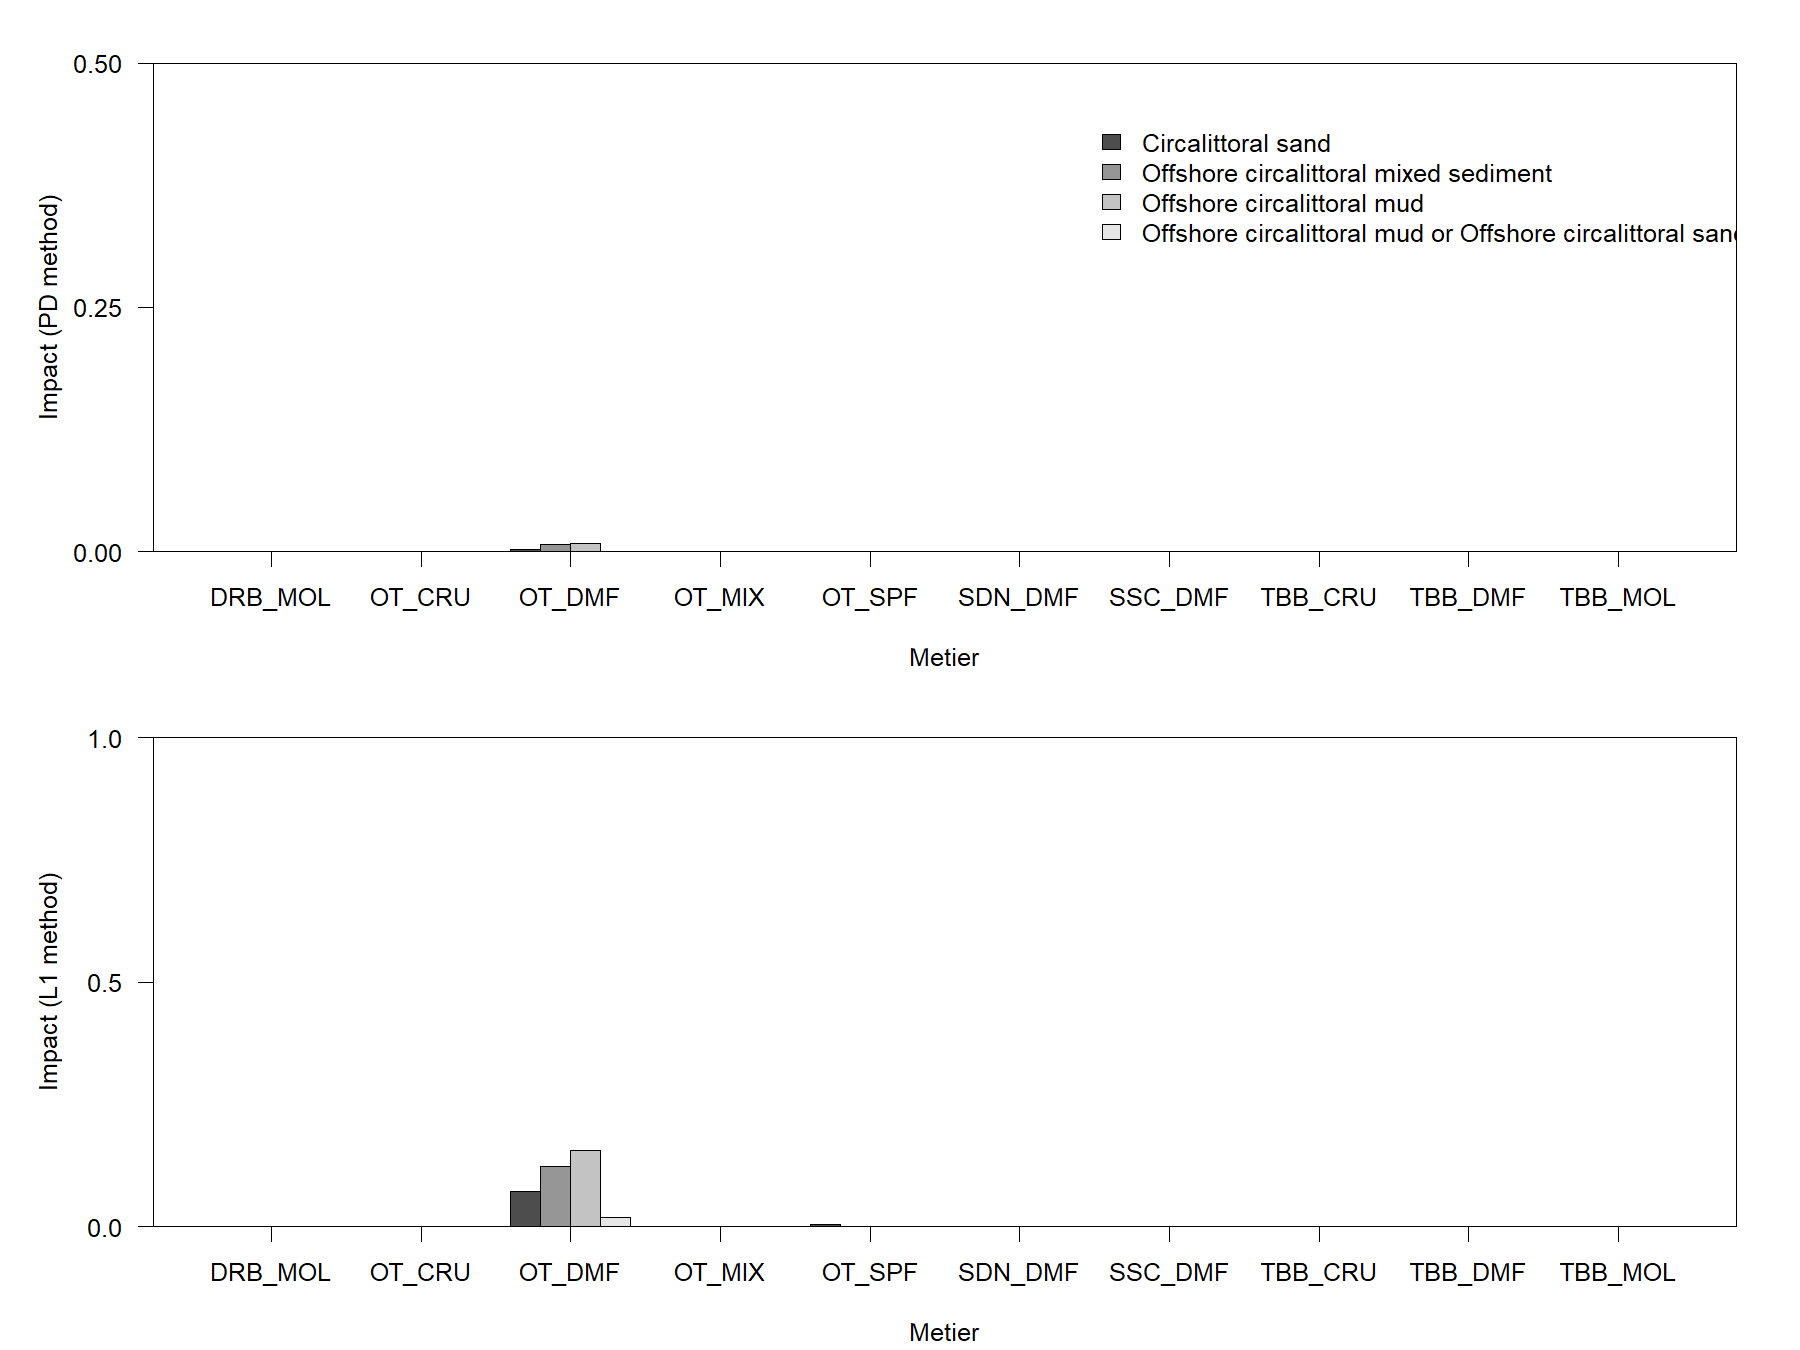 0.50
0.25
0.00
Impact (PD method)
Circalittoral sand
Offshore circalittoral mixed sediment
Offshore circalittoral mud
Offshore circalittoral mud or Offshore circalittoral sand
DRB_MOL OT_CRU OT_DMF OT_MIX OT_SPF SDN_DMF SSC_DMF TBB_CRU TBB_DMF TBB_MOL
Metier
1.0
0.5
0.0
Impact (L1 method)
DRB_MOL OT_CRU OT_DMF OT_MIX OT_SPF SDN_DMF SSC_DMF TBB_CRU TBB_DMF TBB_MOL
Metier